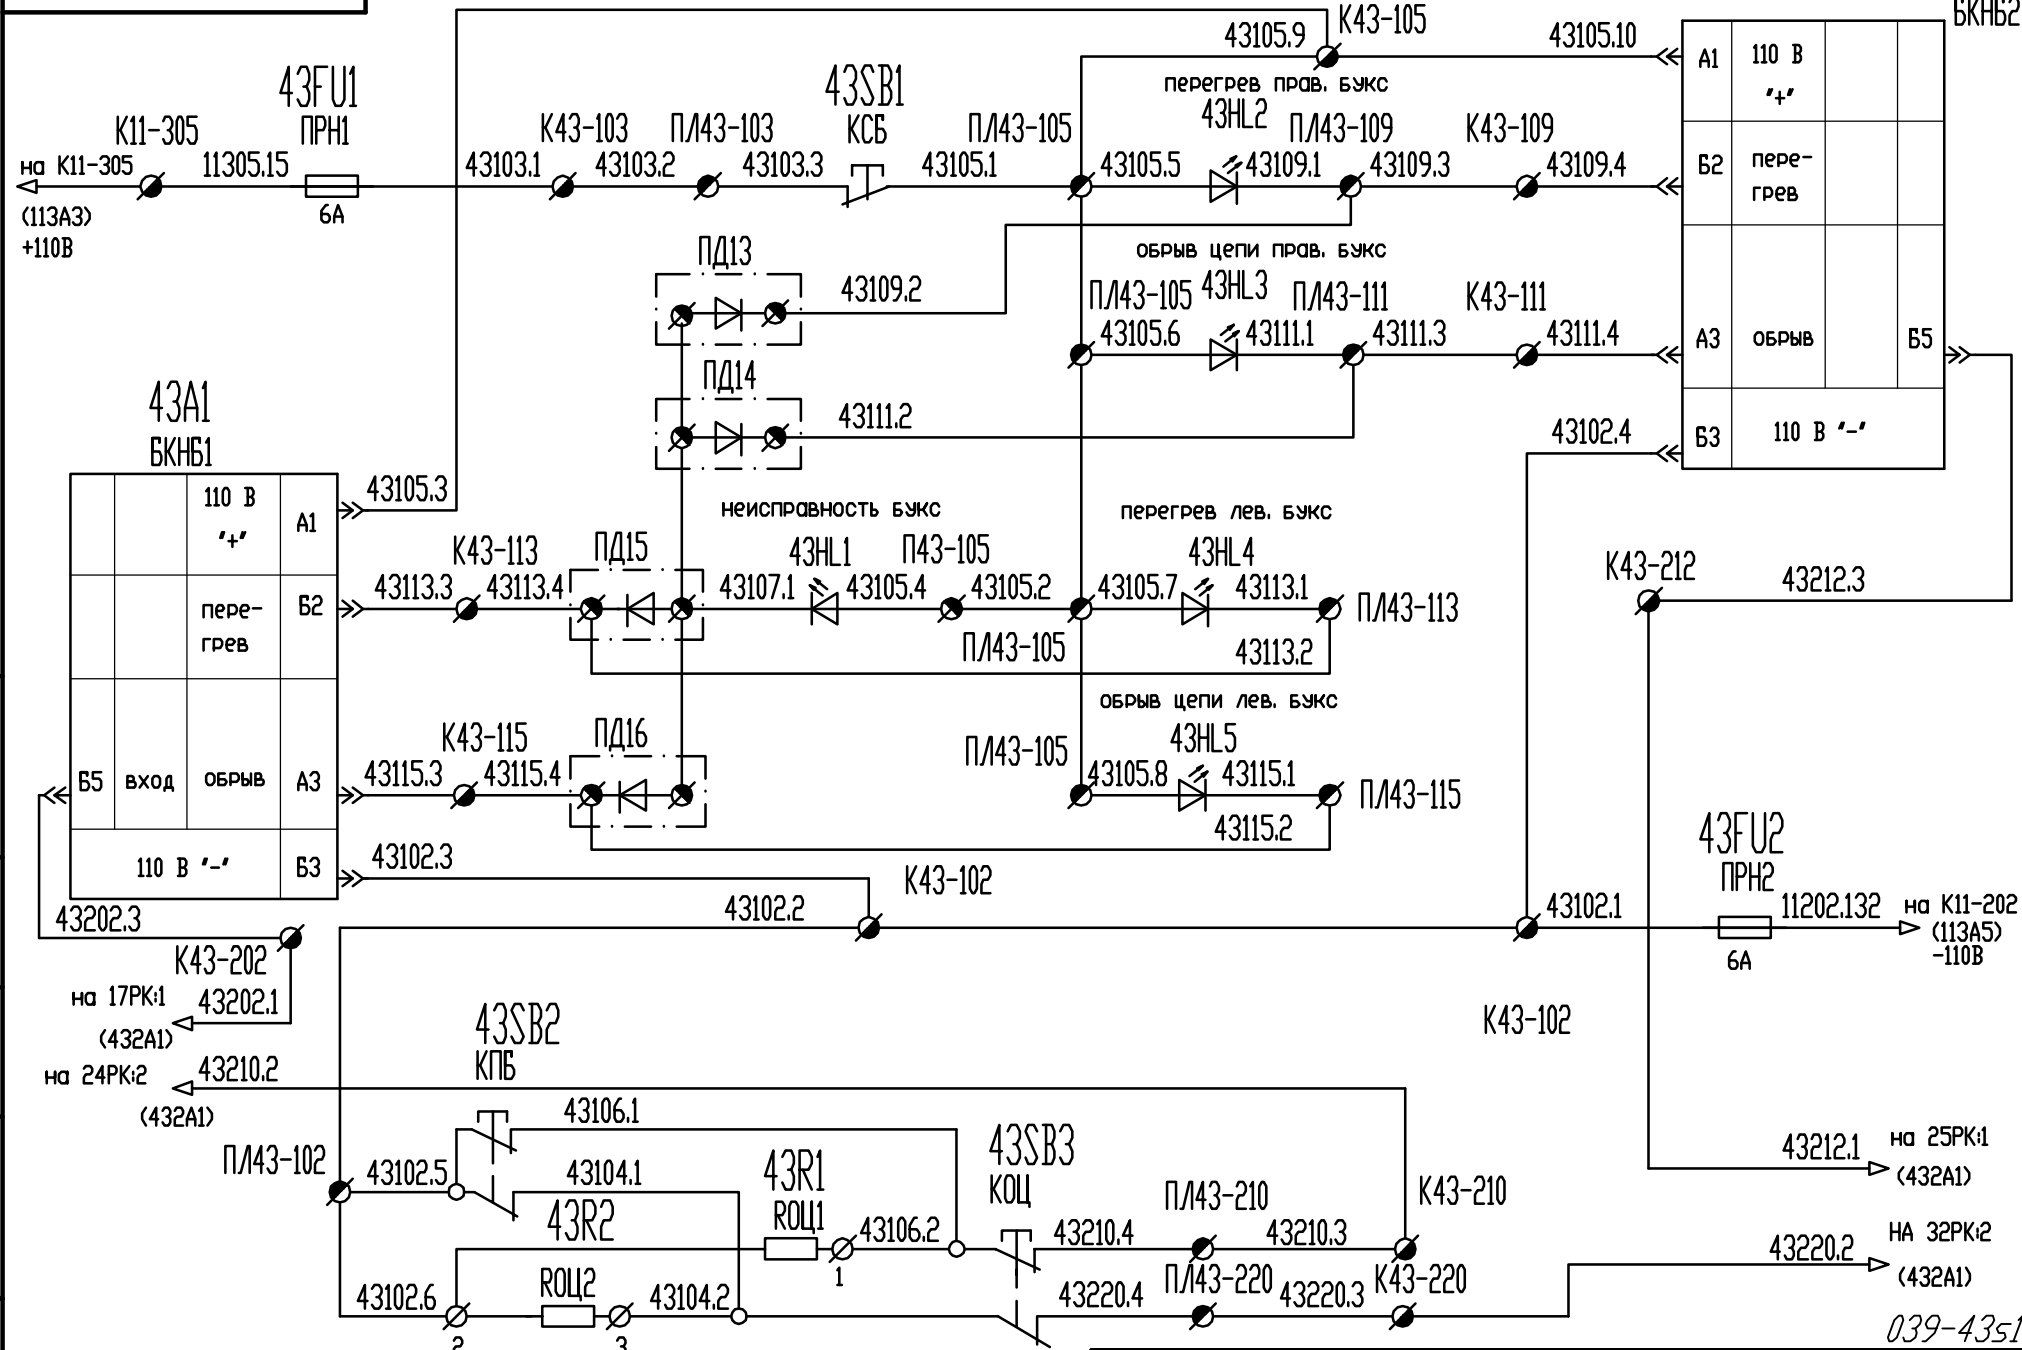 К43-105
БКНБ2
43105.9
43105.10
А1
110 В
"+"
перегрев прав. букс
43FU1
43SB1
43HL2
К11-305
ПРН1
К43-103
ПЛ43-103
КСБ
ПЛ43-105
ПЛ43-109
К43-109
на К11-305
11305.15
43103.1
43103.2
43103.3
43105.1
43105.5
43109.1
43109.3
43109.4
Б2
пере-
грев
(113А3)
+110В
6А
ПД13
обрыв цепи прав. букс
43109.2
ПЛ43-105
43HL3
ПЛ43-111
К43-111
43105.6
43111.1
43111.3
43111.4
А3
обрыв
Б5
ПД14
43111.2
43102.4
Б3
110 В "-"
43А1
БКНБ1
110 В
"+"
А1
43105.3
неисправность букс
перегрев лев. букс
К43-113
ПД15
43HL1
П43-105
43HL4
К43-212
43113.3
43113.4
43107.1
43105.4
43105.2
43105.7
43113.1
ПЛ43-113
43212.3
пере-
грев
Б2
ПЛ43-105
43113.2
обрыв цепи лев. букс
К43-115
ПД16
ПЛ43-105
43HL5
Б5
вход
обрыв
А3
43115.3
43115.4
43105.8
43115.1
ПЛ43-115
43115.2
43FU2
ПРН2
110 В "-"
Б3
43102.3
К43-102
43202.3
43102.2
43102.1
11202.132
на К11-202
(113А5)
-110В
6А
К43-202
на 17РК:1
43202.1
(432А1)
43SB2
КПБ
К43-102
на 24РК:2
43210.2
(432А1)
43106.1
ПЛ43-102
43102.5
43104.1
43R1
RОЦ1
43SB3
КОЦ
43212.1
на 25РК:1
(432А1)
43R2
43106.2
43210.4
ПЛ43-210
43210.3
К43-210
1
RОЦ2
43102.6
43104.2
43220.4
ПЛ43-220
43220.3
К43-220
43220.2
НА 32РК:2
(432А1)
2
3
039-43s1